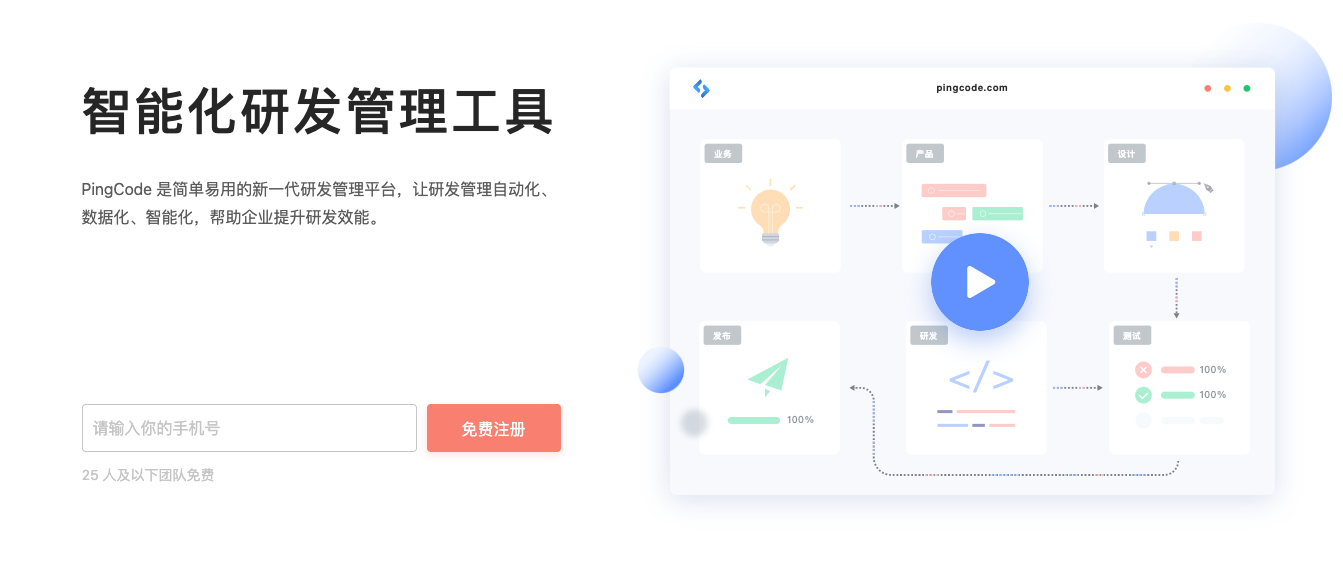 智能化研发管理工具
PingCode 是简单易用的新一代研发管理平台，让研发管理自动化、
数据化、智能化，帮助企业提升研发效能。
请输入你的手机号
免费注册
25 人及以下团队免费
pingcode.com
业务
产品
设计
发布
100%
研发
</>
测试
100%
100%